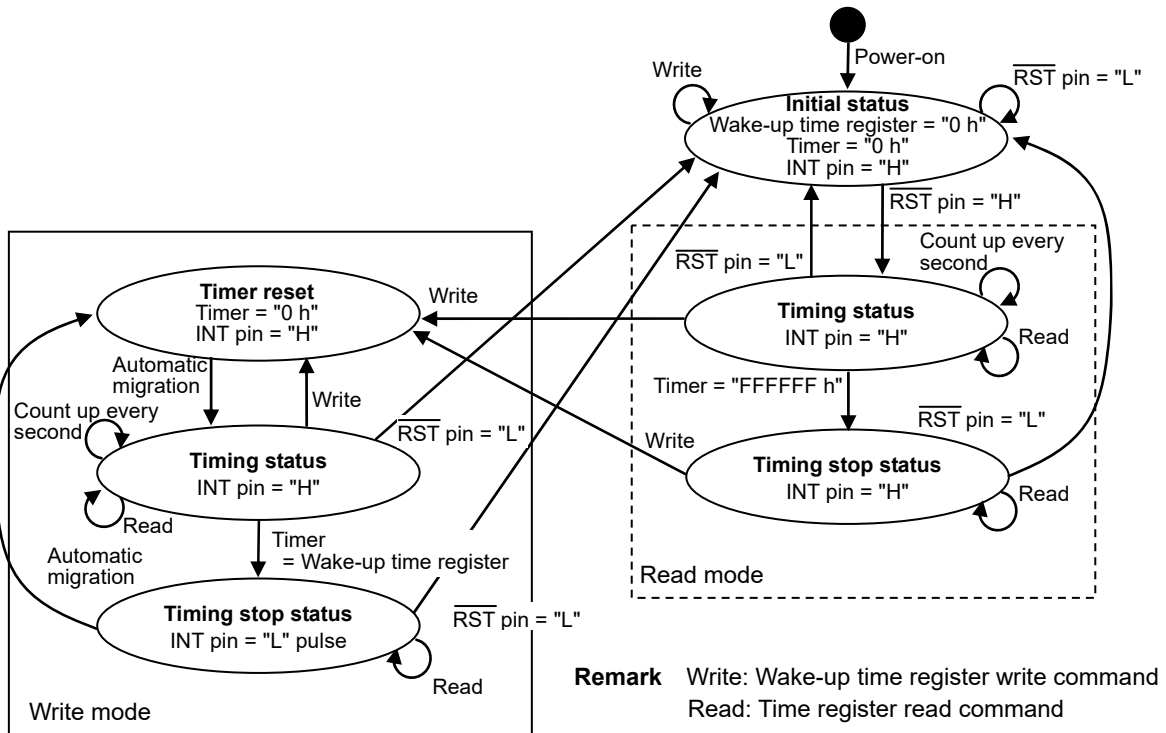 Power-on
Write
RST pin = "L"
Initial status
Wake-up time register = "0 h"
Timer = "0 h"
INT pin = "H"
RST pin = "H"
RST pin = "L"
Count up every
second
Timing status
INT pin = "H"
Read
Write
Timer = "FFFFFF h"
RST pin = "L"
Write
Timing stop status
INT pin = "H"
Read
Read mode
Timer reset
Timer = "0 h"
INT pin = "H"
Automatic
migration
Write
Count up every
second
RST pin = "L"
Timing status
INT pin = "H"
Read
Timer
= Wake-up time register
Automatic
migration
Timing stop status
INT pin = "L" pulse
RST pin = "L"
Read
Write mode
Remark Write: Wake-up time register write command
Read: Time register read command